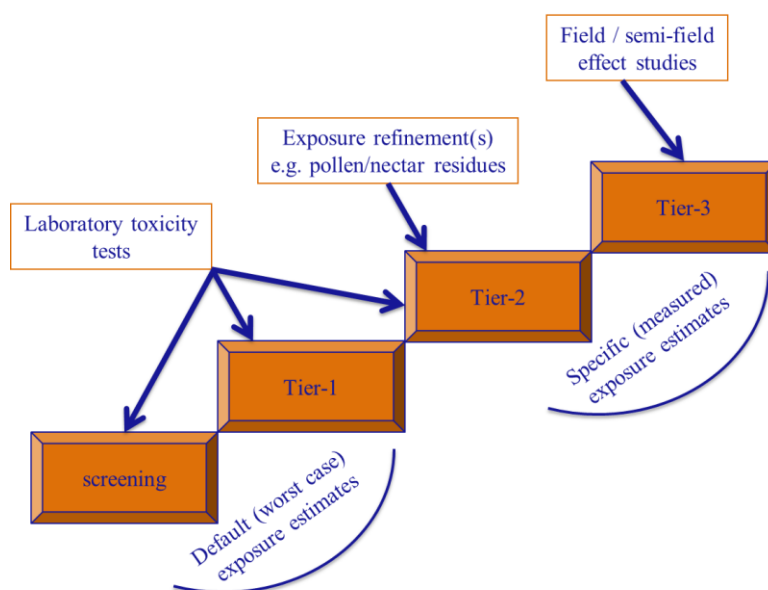 Field / semi-field
effect studies
Exposure refinement(s)
e.g. pollen/nectar residues
Tier-3
Laboratory toxicity
tests
Tier-2
Specific (measured)
exposure estimates
Tier-1
screening
Default (worst case)
exposure estimates